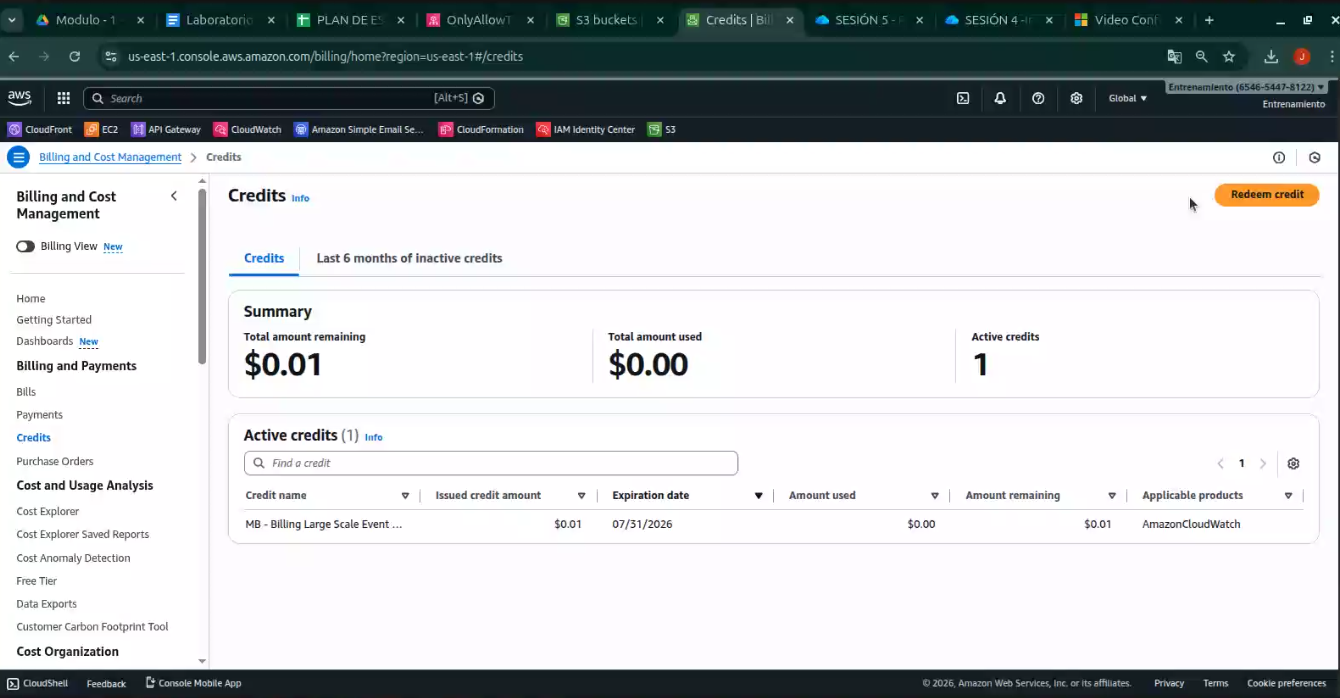 Modulo - 1
Laboratorio
PLAN DE ES
OnlyAllowT
S3 buckets
Credits | Bill
SESIÓN 5 -
SESIÓN 4 -
Video Conf
us-east-1.console.aws.amazon.com/billing/home?region=us-east-1#/credits
J
aws
Search
[Alt+S]
Global
Entrenamiento (6546-5447-8122)
Entrenamiento
CloudFront
EC2
API Gateway
CloudWatch
Amazon Simple Email Se...
CloudFormation
IAM Identity Center
S3
Billing and Cost Management > Credits
Billing and Cost
Management
Billing View New
Home
Getting Started
Dashboards New
Billing and Payments
Bills
Payments
Credits
Purchase Orders
Cost and Usage Analysis
Cost Explorer
Cost Explorer Saved Reports
Cost Anomaly Detection
Free Tier
Data Exports
Customer Carbon Footprint Tool
Cost Organization
Credits Info
Redeem credit
Credits
Last 6 months of inactive credits
Summary
Total amount remaining
$0.01
Total amount used
$0.00
Active credits
1
Active credits (1) Info
Find a credit
1
Credit name
Issued credit amount
Expiration date
Amount used
Amount remaining
Applicable products
MB - Billing Large Scale Event ...
$0.01
07/31/2026
$0.00
$0.01
AmazonCloudWatch
CloudShell
Feedback
Console Mobile App
© 2026, Amazon Web Services, Inc. or its affiliates.
Privacy
Terms
Cookie preferences